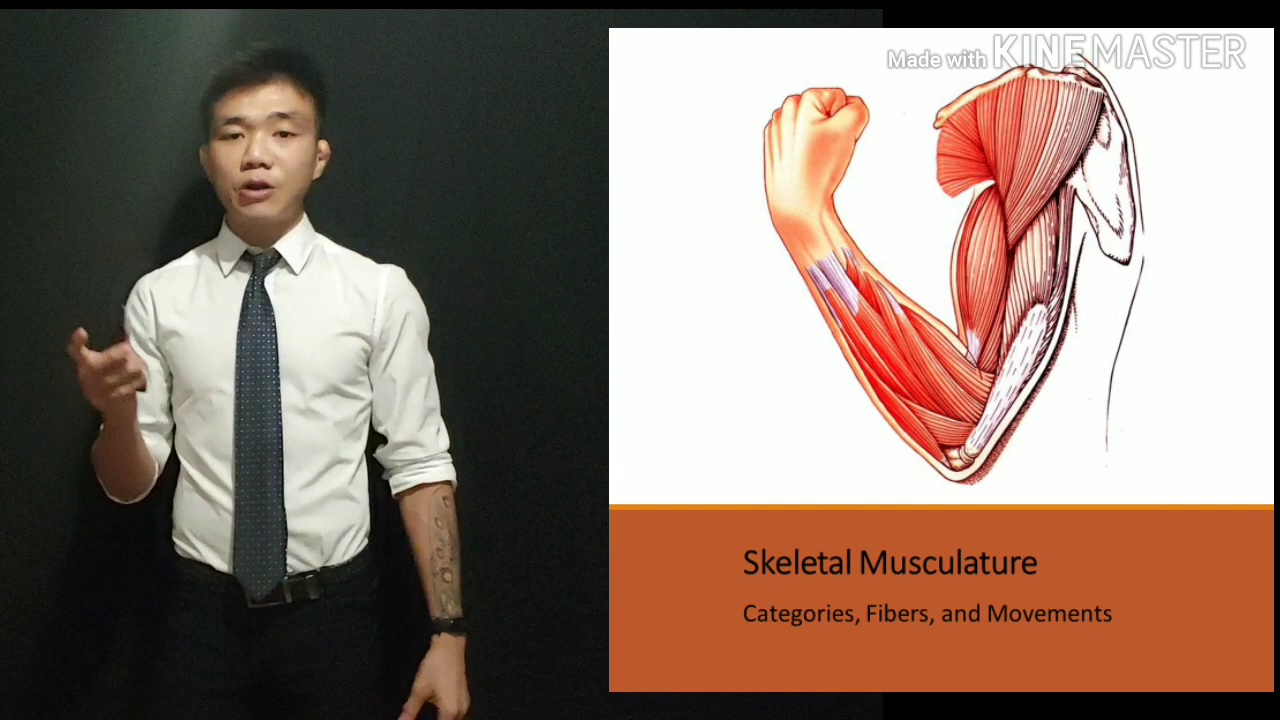 Made with KINEMASTER
Skeletal Musculature
Categories, Fibers, and Movements